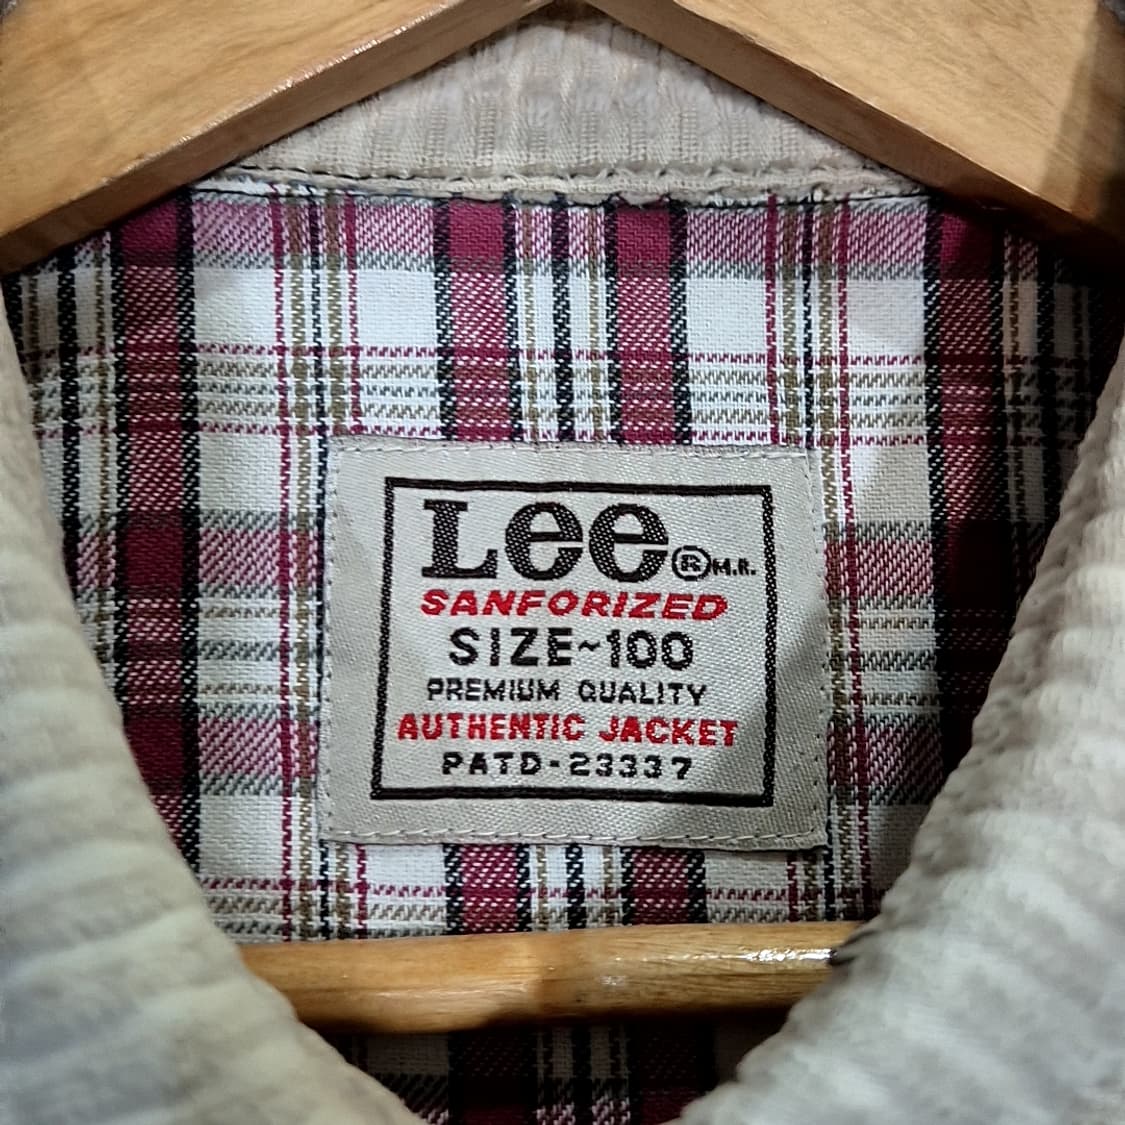 Lee® M.R.
SANFORIZED
SIZE~100
PREMIUM QUALITY
AUTHENTIC JACKET
PATD-23337